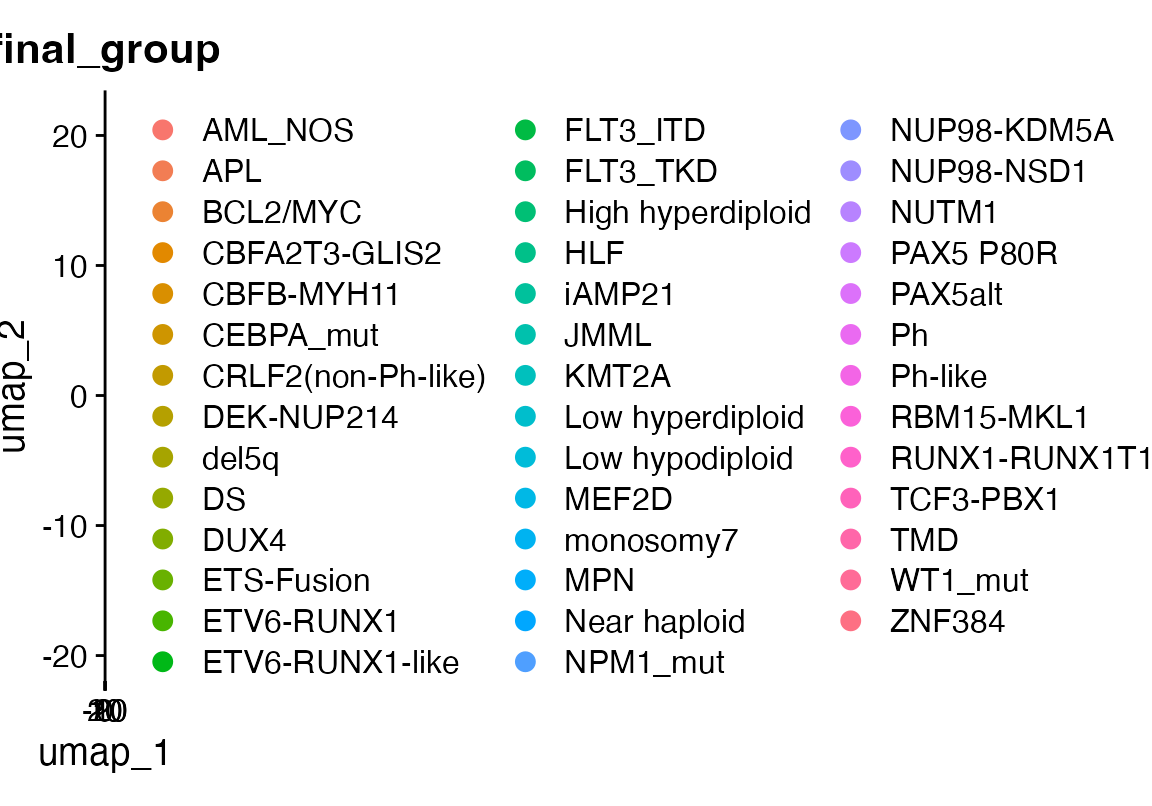 final_group
20
10
0
-10
-20
umap_2
umap_1
AML_NOS
APL
BCL2/MYC
CBFA2T3-GLIS2
CBFB-MYH11
CEBPA_mut
CRLF2(non-Ph-like)
DEK-NUP214
del5q
DS
DUX4
ETS-Fusion
ETV6-RUNX1
ETV6-RUNX1-like
FLT3_ITD
FLT3_TKD
High hyperdiploid
HLF
iAMP21
JMML
KMT2A
Low hyperdiploid
Low hypodiploid
MEF2D
monosomy7
MPN
Near haploid
NPM1_mut
NUP98-KDM5A
NUP98-NSD1
NUTM1
PAX5 P80R
PAX5alt
Ph
Ph-like
RBM15-MKL1
RUNX1-RUNX1T1
TCF3-PBX1
TMD
WT1_mut
ZNF384